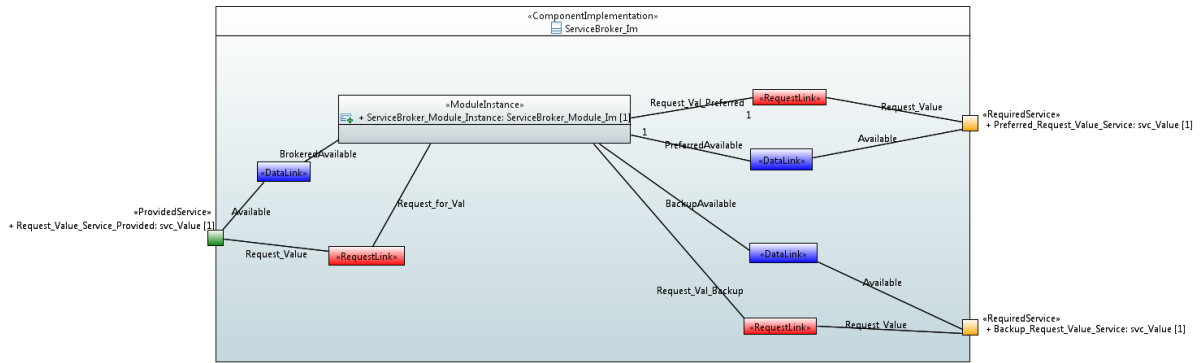 «ComponentImplementation»
ServiceBroker_Im
«ModuleInstance»
+ ServiceBroker_Module_Instance: ServiceBroker_Module_Im [1]
Request_Val_Preferred
1
«RequestLink»
Request_Value
«RequiredService»
+ Preferred_Request_Value_Service: svc_Value [1]
1
PreferredAvailable
«DataLink»
Available
BrokeredAvailable
«DataLink»
Available
«ProvidedService»
+ Request_Value_Service_Provided: svc_Value [1]
Request_for_Val
Request_Value
«RequestLink»
BackupAvailable
«DataLink»
Available
Request_Val_Backup
«RequestLink»
Request_Value
«RequiredService»
+ Backup_Request_Value_Service: svc_Value [1]